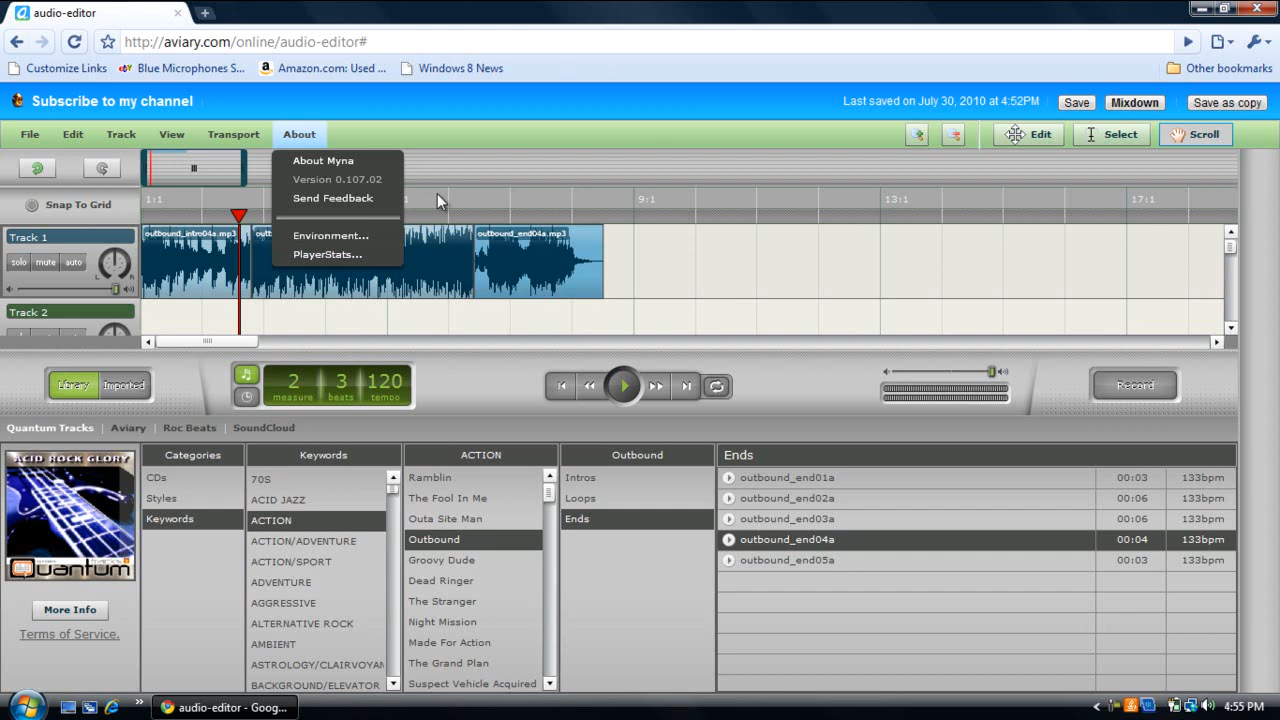 audio-editor
http://aviary.com/online/audio-editor#
Customize Links
Blue Microphones S...
Amazon.com: Used ...
Windows 8 News
Other bookmarks
Subscribe to my channel
Last saved on July 30, 2010 at 4:52PM
Save
Mixdown
Save as copy
File
Edit
Track
View
Transport
About
Edit
Select
Scroll
About Myna
Version 0.107.02
Send Feedback
Environment...
PlayerStats...
Snap To Grid
1:1
9:1
13:1
17:1
Track 1
solo
mute
auto
L
R
outbound_intro04a.mp3
outbound_end04a.mp3
Track 2
Library
Imported
2
3
120
measure
beats
tempo
Record
Quantum Tracks
Aviary
Roc Beats
SoundCloud
ACID ROCK GLORY
Quantum
More Info
Terms of Service.
Categories
CDs
Styles
Keywords
Keywords
70S
ACID JAZZ
ACTION
ACTION/ADVENTURE
ACTION/SPORT
ADVENTURE
AGGRESSIVE
ALTERNATIVE ROCK
AMBIENT
ASTROLOGY/CLAIRVOYAN
BACKGROUND/ELEVATOR
ACTION
Ramblin
The Fool In Me
Outa Site Man
Outbound
Groovy Dude
Dead Ringer
The Stranger
Night Mission
Made For Action
The Grand Plan
Suspect Vehicle Acquired
Outbound
Intros
Loops
Ends
Ends
outbound_end01a 00:03 133bpm
outbound_end02a 00:06 133bpm
outbound_end03a 00:06 133bpm
outbound_end04a 00:04 133bpm
outbound_end05a 00:03 133bpm
audio-editor - Goog...
4:55 PM